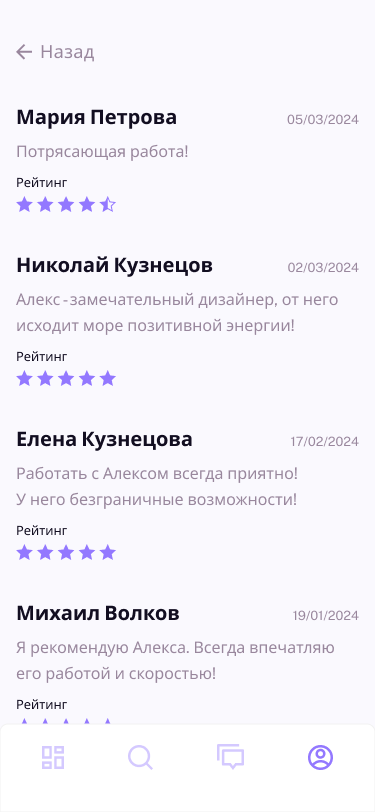 Назад
Мария Петрова
05/03/2024
Потрясающая работа!
Рейтинг
Николай Кузнецов
02/03/2024
Алекс-замечательный дизайнер, от него
исходит море позитивной энергии!
Рейтинг
Елена Кузнецова
17/02/2024
Работать с Алексом всегда приятно!
У него безграничные возможности!
Рейтинг
Михаил Волков
19/01/2024
Я рекомендую Алекса. Всегда впечатляю
его работой и скоростью!
Рейтинг